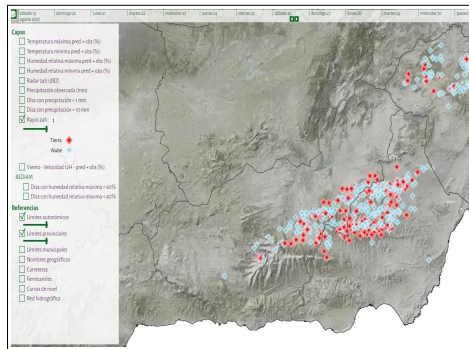 sábado 19
agosto 2023
domingo 20
lunes 21
martes 22
miércoles 23
jueves 24
viernes 25
sábado 26
domingo 27
lunes 28
martes 29
miércoles 30
Capas
Temperatura máxima pred + obs (%)
Temperatura mínima pred + obs (%)
Humedad relativa máxima pred + obs (%)
Humedad relativa mínima pred + obs (%)
Radar 24h (dBZ)
Precipitación observada (mm)
Días con precipitación < 1 mm
Días con precipitación < 10 mm
Rayos 24h
Tierra
Nube
Viento - Velocidad 12H - pred + obs (%)
REDIAM
Días con humedad relativa máxima < 60%
Días con humedad relativa máxima < 40%
Referencias
Límites autonómicos
Límites provinciales
Límites municipales
Nombres geográficos
Carreteras
Ferrocarriles
Curvas de nivel
Red hidrográfica